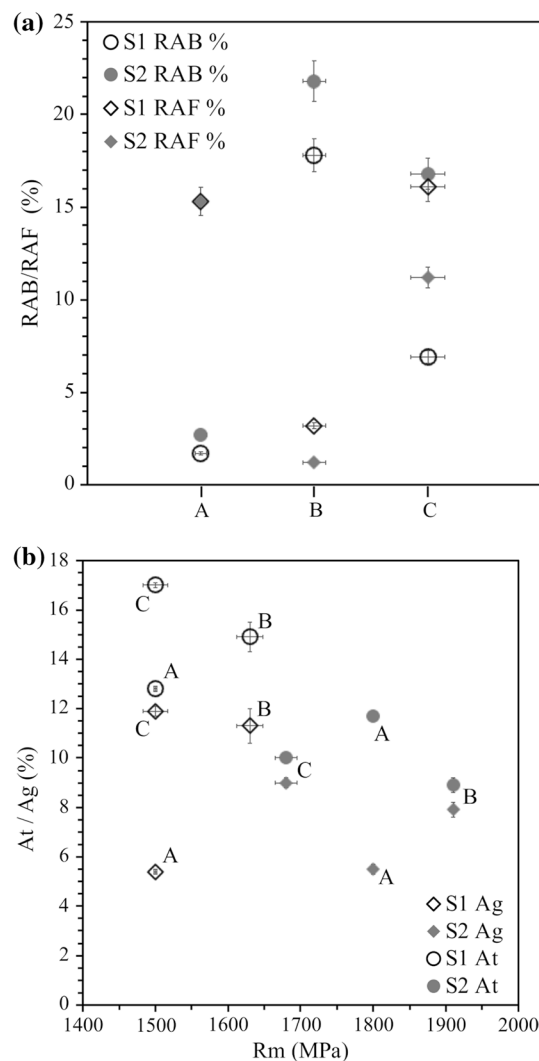 (a)
25
20
15
10
5
0
RAB/RAF (%)
S1 RAB %
S2 RAB %
S1 RAF %
S2 RAF %
A B C
(b)
18
16
14
12
10
8
6
4
2
0
At / Ag (%)
C
B
A
C
B
C
A
B
A
A
S1 Ag
S2 Ag
S1 At
S2 At
1400 1500 1600 1700 1800 1900 2000
Rm (MPa)